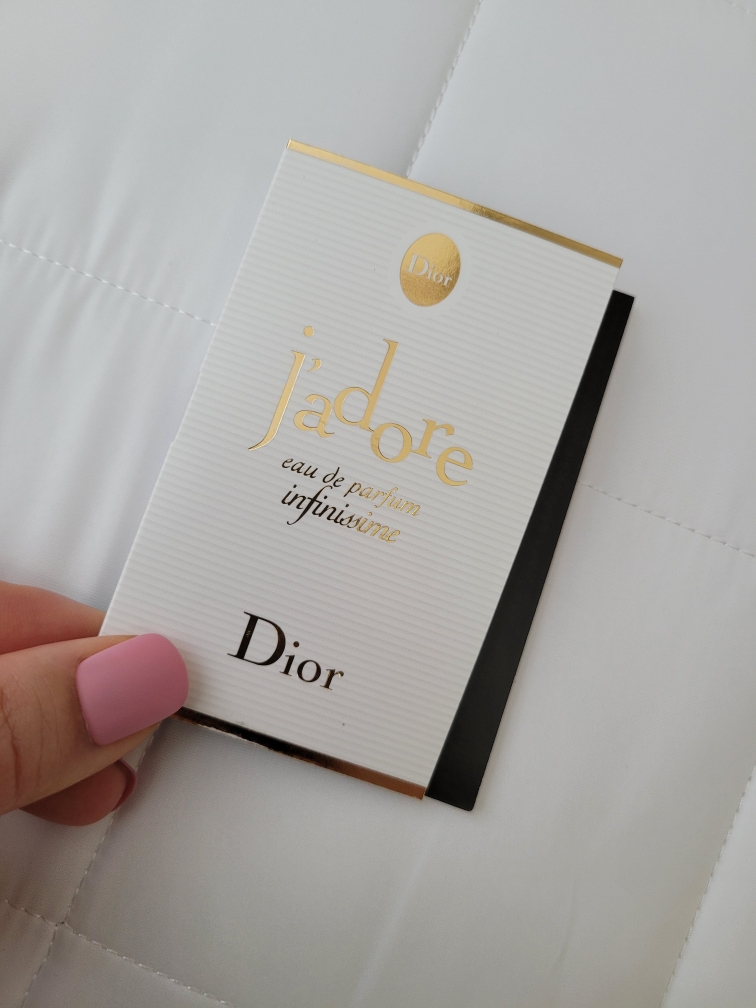 Dior
j'adore
eau de parfum
infinissime
Dior